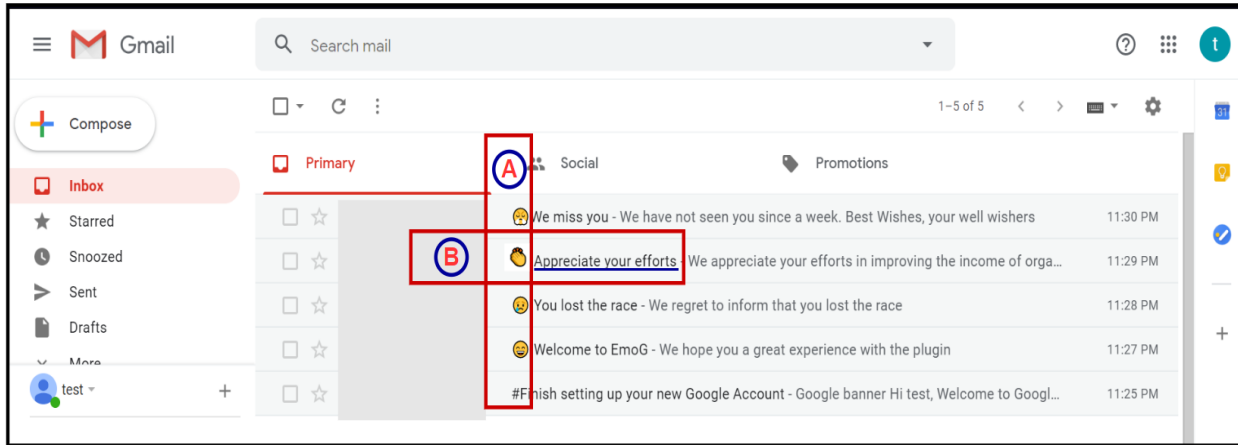 Gmail
Search mail
t
Compose
1–5 of 5
31
Primary
Social
Promotions
A
Inbox
Starred
We miss you - We have not seen you since a week. Best Wishes, your well wishers
11:30 PM
Snoozed
B
Appreciate your efforts - We appreciate your efforts in improving the income of orga...
11:29 PM
Sent
You lost the race - We regret to inform that you lost the race
11:28 PM
Drafts
Welcome to EmoG - We hope you a great experience with the plugin
11:27 PM
More
test
#Finish setting up your new Google Account - Google banner Hi test, Welcome to Googl...
11:25 PM